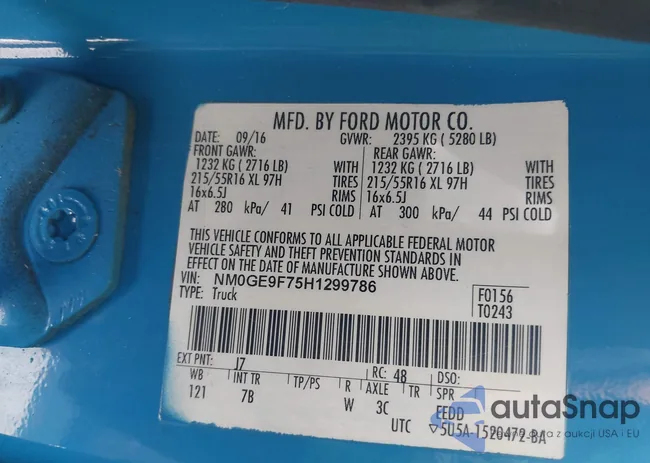 MFD. BY FORD MOTOR CO.
DATE: 09/16 GVWR: 2395 KG ( 5280 LB)
FRONT GAWR: REAR GAWR:
1232 KG ( 2716 LB) WITH 1232 KG ( 2716 LB) WITH
215/55R16 XL 97H TIRES 215/55R16 XL 97H TIRES
16x6.5J RIMS 16x6.5J RIMS
AT 280 kPa/ 41 PSI COLD AT 300 kPa/ 44 PSI COLD
THIS VEHICLE CONFORMS TO ALL APPLICABLE FEDERAL MOTOR
VEHICLE SAFETY AND THEFT PREVENTION STANDARDS IN
EFFECT ON THE DATE OF MANUFACTURE SHOWN ABOVE.
VIN: NM0GE9F75H1299786
TYPE: Truck
F0156
T0243
EXT PNT: J7 RC: 48 DSO:
WB INT TR TP/PS R AXLE TR SPR
121 7B W 3C EEDD
UTC ▽5U5A-1520472-BA
autaSnap
z aukcji USA i EU